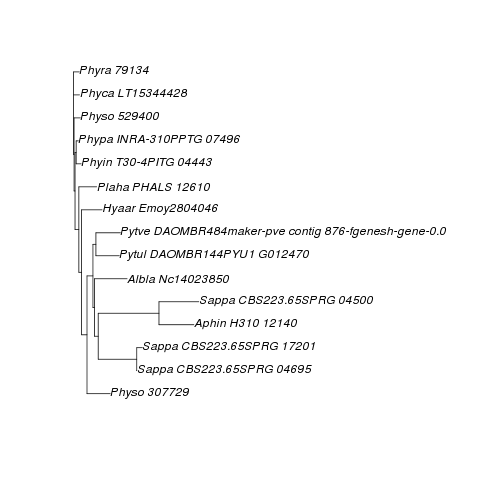 Phyra 79134
Phyca LT15344428
Physo 529400
Phypa INRA-310PPTG 07496
Phyin T30-4PITG 04443
Plaha PHALS 12610
Hyaar Emoy2804046
Pytve DAOMBR484maker-pve contig 876-fgenesh-gene-0.0
Pytul DAOMBR144PYU1 G012470
Albla Nc14023850
Sappa CBS223.65SPRG 04500
Aphin H310 12140
Sappa CBS223.65SPRG 17201
Sappa CBS223.65SPRG 04695
Physo 307729